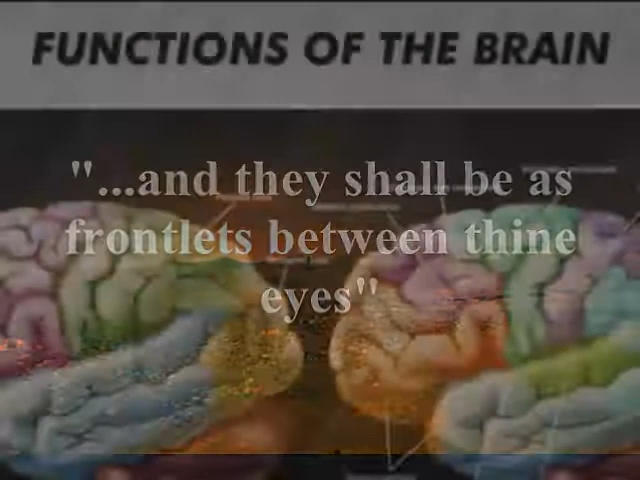 FUNCTIONS OF THE BRAIN
"...and they shall be as
frontlets between thine
eyes"